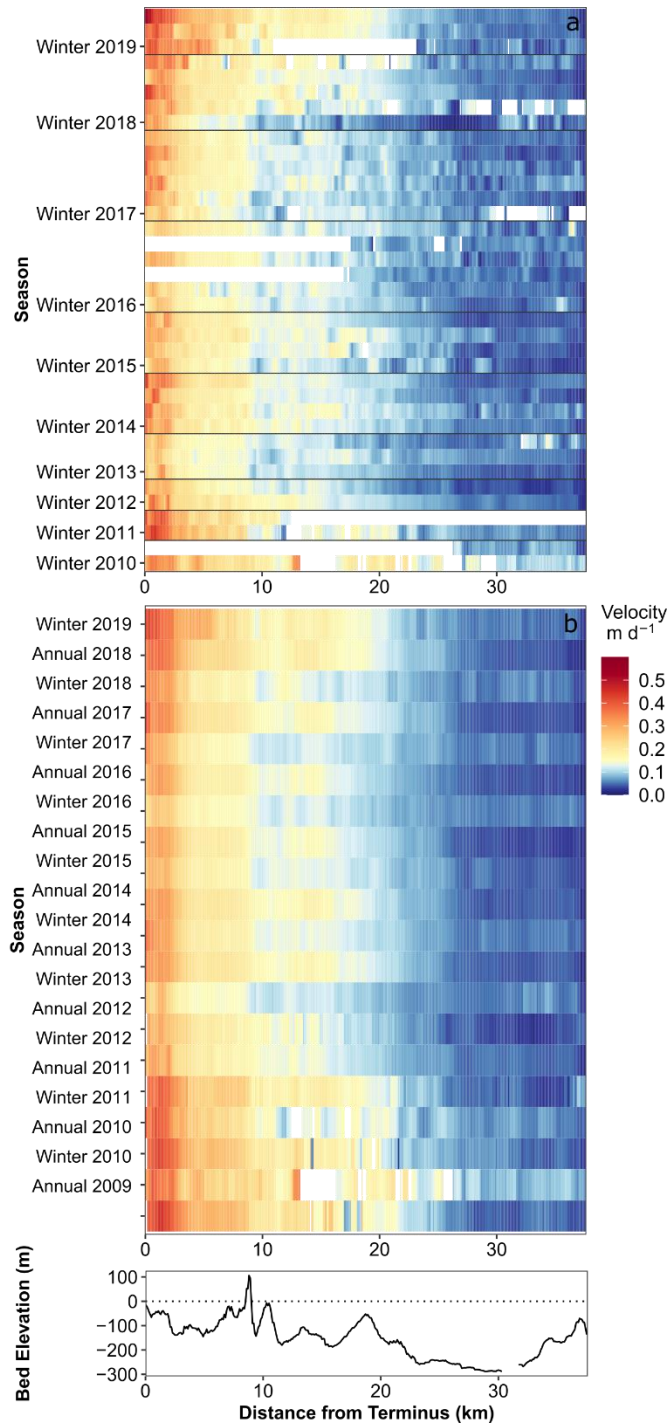 a
Winter 2019
Winter 2018
Winter 2017
Winter 2016
Winter 2015
Winter 2014
Winter 2013
Winter 2012
Winter 2011
Winter 2010
Season
0 10 20 30
b
Winter 2019
Annual 2018
Winter 2018
Annual 2017
Winter 2017
Annual 2016
Winter 2016
Annual 2015
Winter 2015
Annual 2014
Winter 2014
Annual 2013
Winter 2013
Annual 2012
Winter 2012
Annual 2011
Winter 2011
Annual 2010
Winter 2010
Annual 2009
Season
0 10 20 30
Velocity
m d⁻¹
0.5
0.4
0.3
0.2
0.1
0.0
Bed Elevation (m)
100
0
−100
−200
−300
0 10 20 30
Distance from Terminus (km)